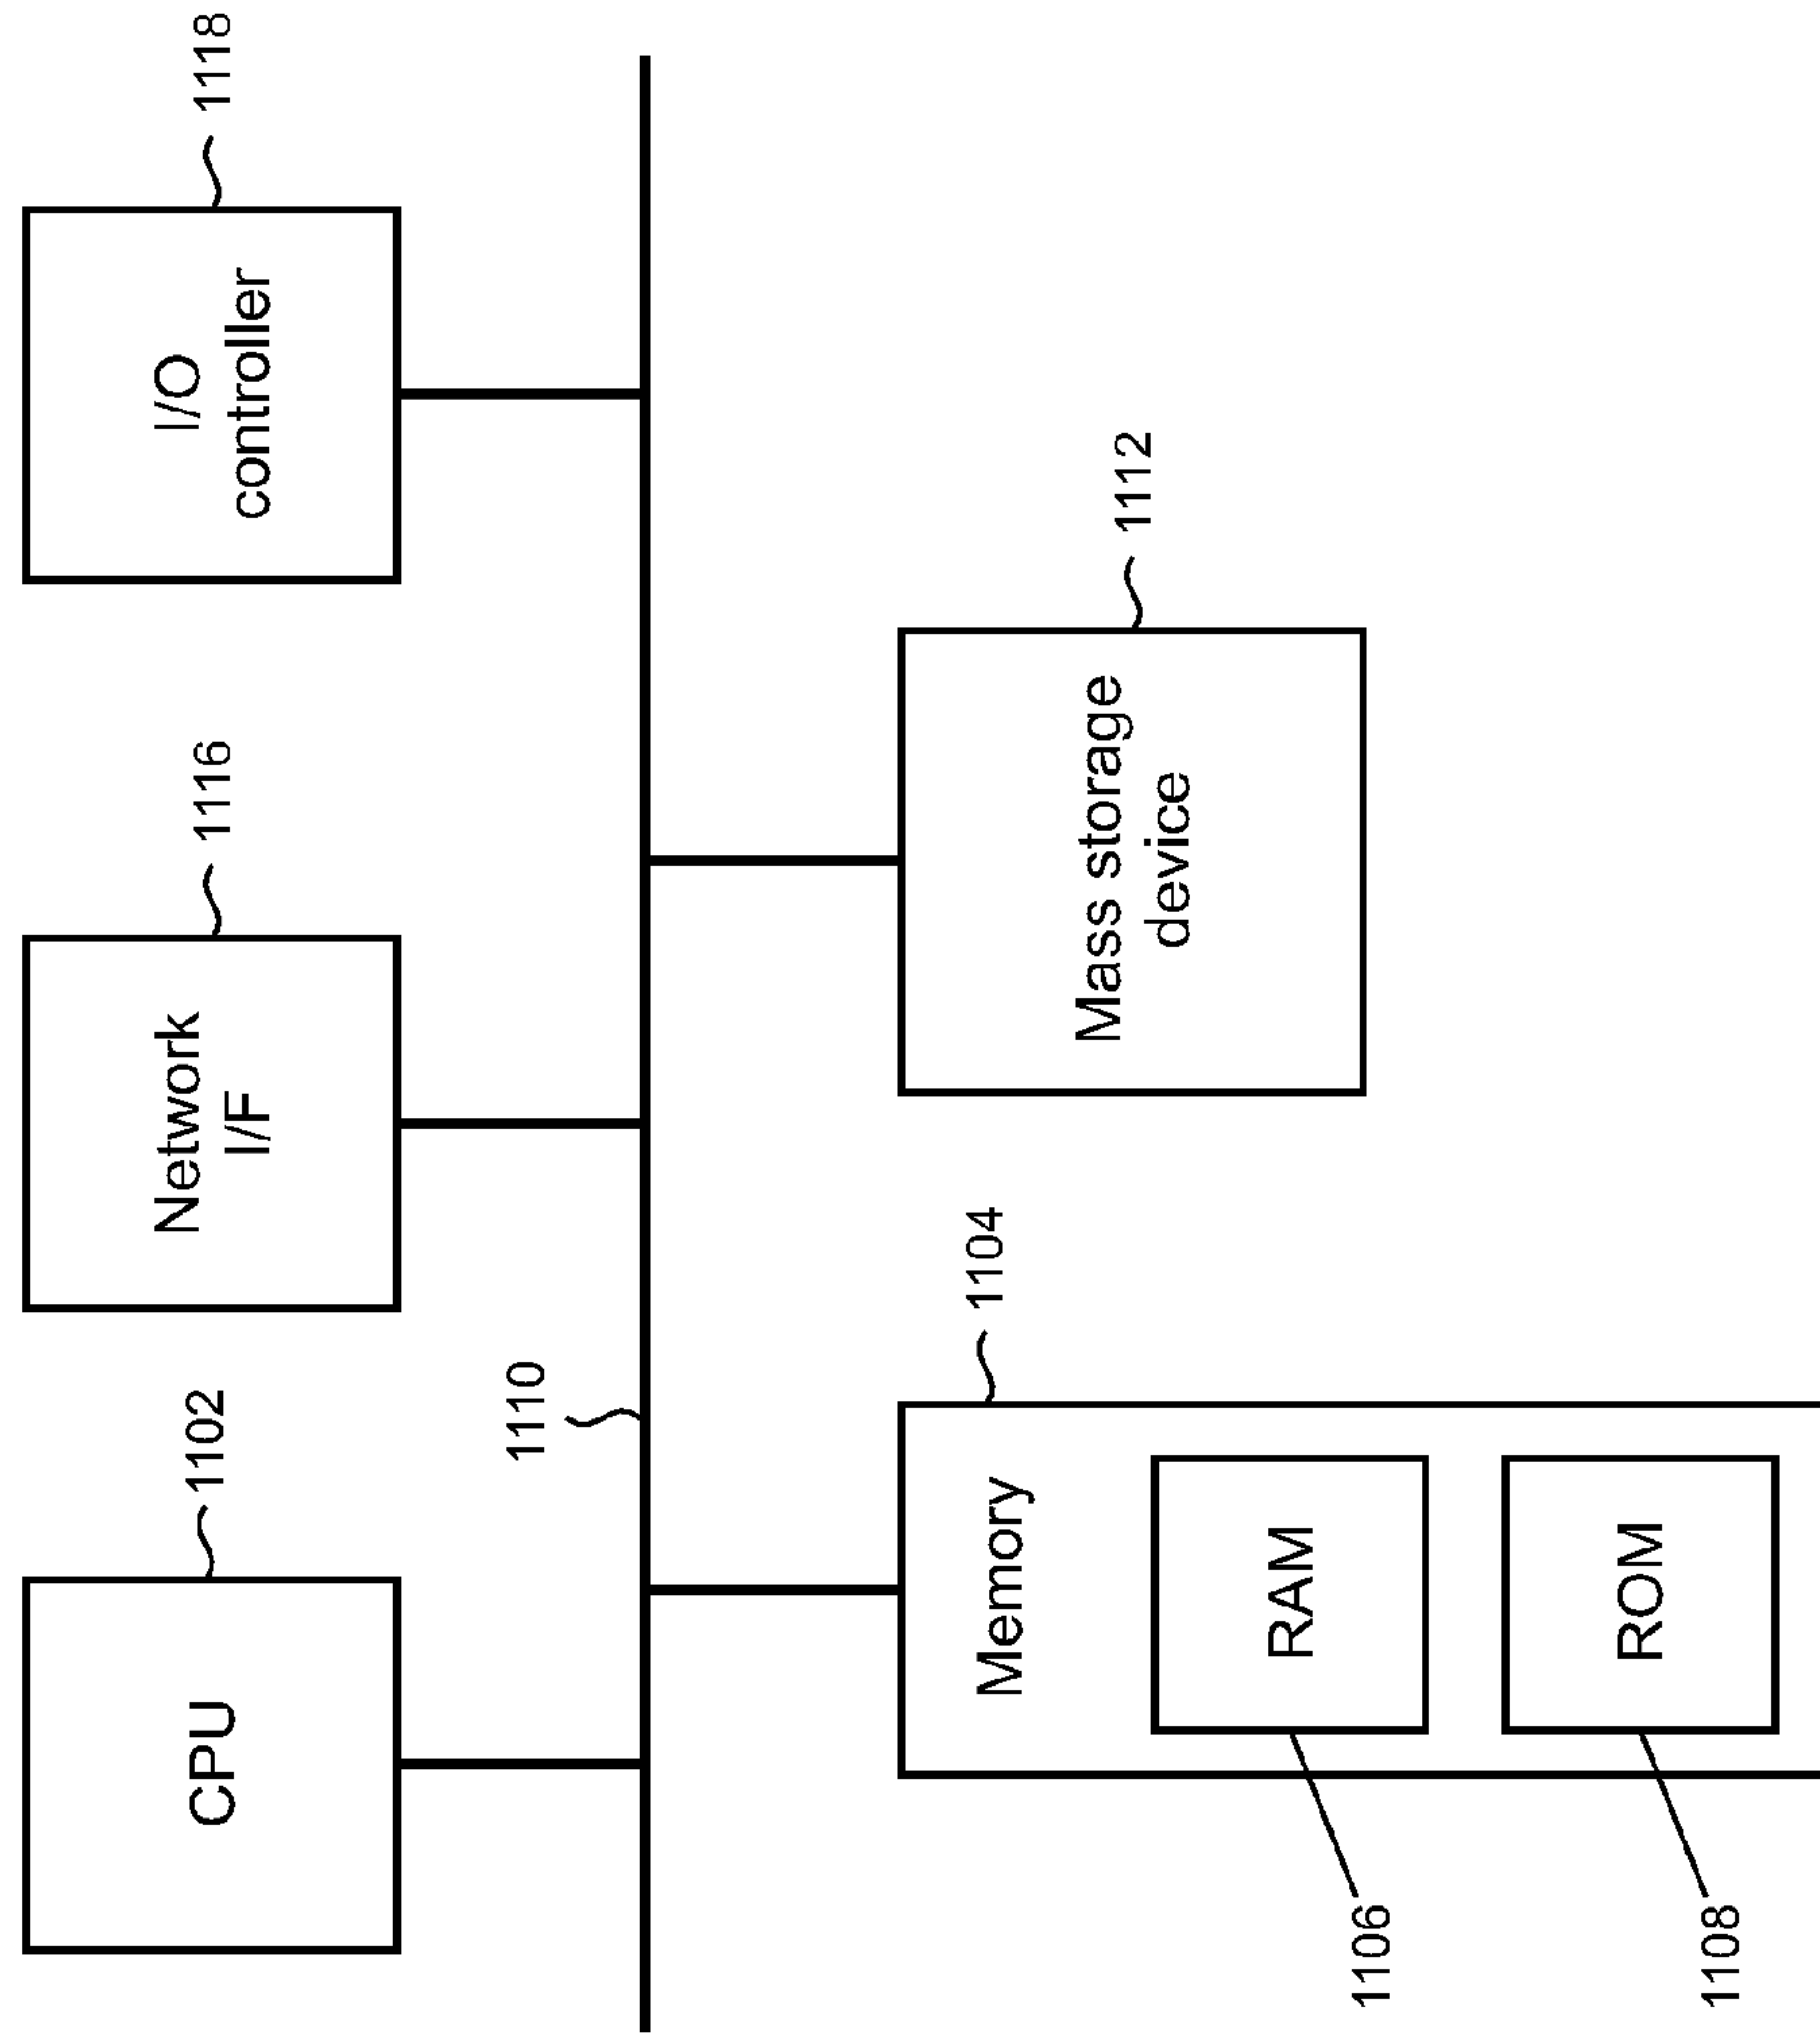 CPU
1102
Network
I/F
1116
I/O
controller
1118
1110
Memory
1104
RAM
1106
ROM
1108
Mass storage
device
1112